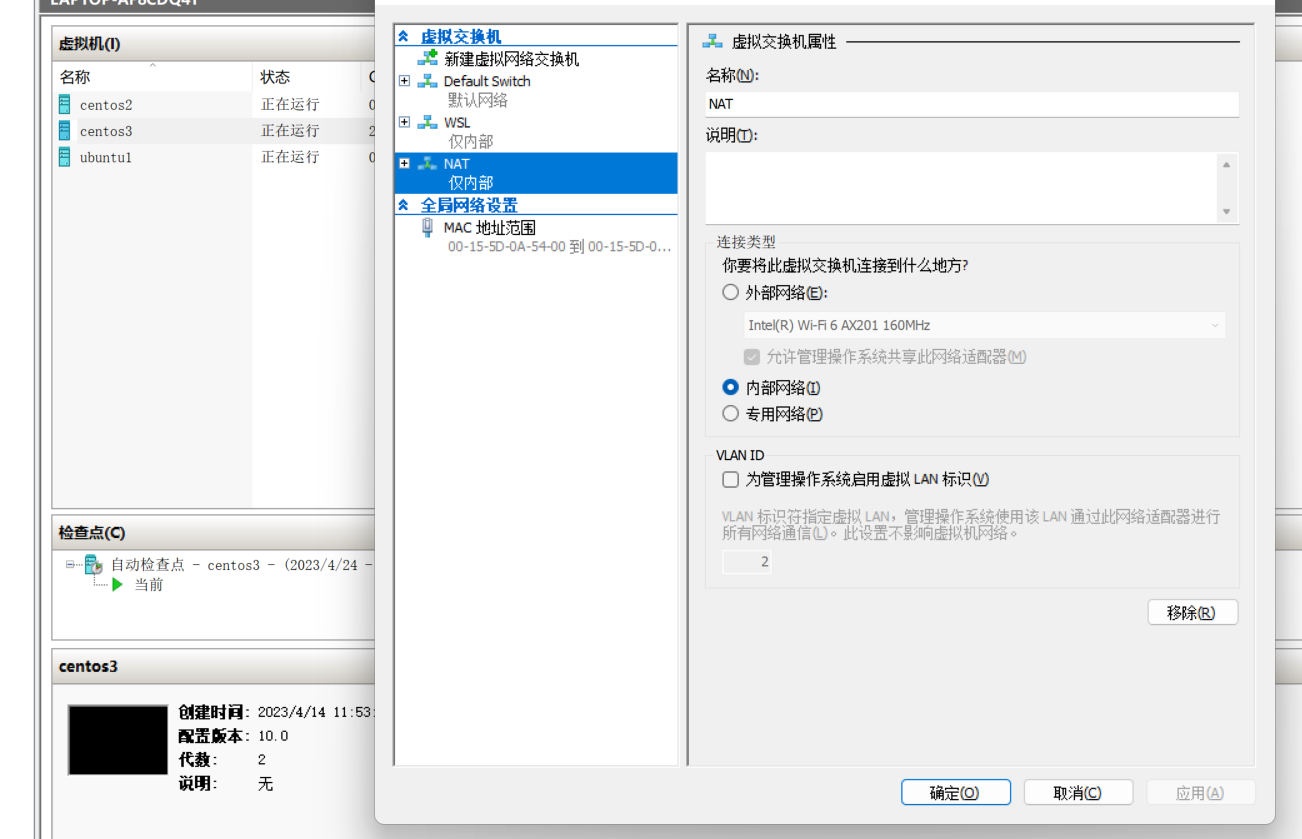 LAPTOP-AF8CDQ4T
虚拟机(I)
名称 状态
centos2 正在运行 0
centos3 正在运行 2
ubuntu1 正在运行 0
检查点(C)
自动检查点 - centos3 - (2023/4/24 -
当前
centos3
创建时间: 2023/4/14 11:53:
配置版本: 10.0
代数: 2
说明: 无
虚拟交换机
新建虚拟网络交换机
Default Switch
默认网络
WSL
仅内部
NAT
仅内部
全局网络设置
MAC 地址范围
00-15-5D-0A-54-00 到 00-15-5D-0...
虚拟交换机属性
名称(N):
NAT
说明(T):
连接类型
你要将此虚拟交换机连接到什么地方?
外部网络(E):
Intel(R) Wi-Fi 6 AX201 160MHz
允许管理操作系统共享此网络适配器(M)
内部网络(I)
专用网络(P)
VLAN ID
为管理操作系统启用虚拟 LAN 标识(V)
VLAN 标识符指定虚拟 LAN，管理操作系统使用该 LAN 通过此网络适配器进行
所有网络通信(L)。此设置不影响虚拟机网络。
2
移除(R)
确定(O) 取消(C) 应用(A)